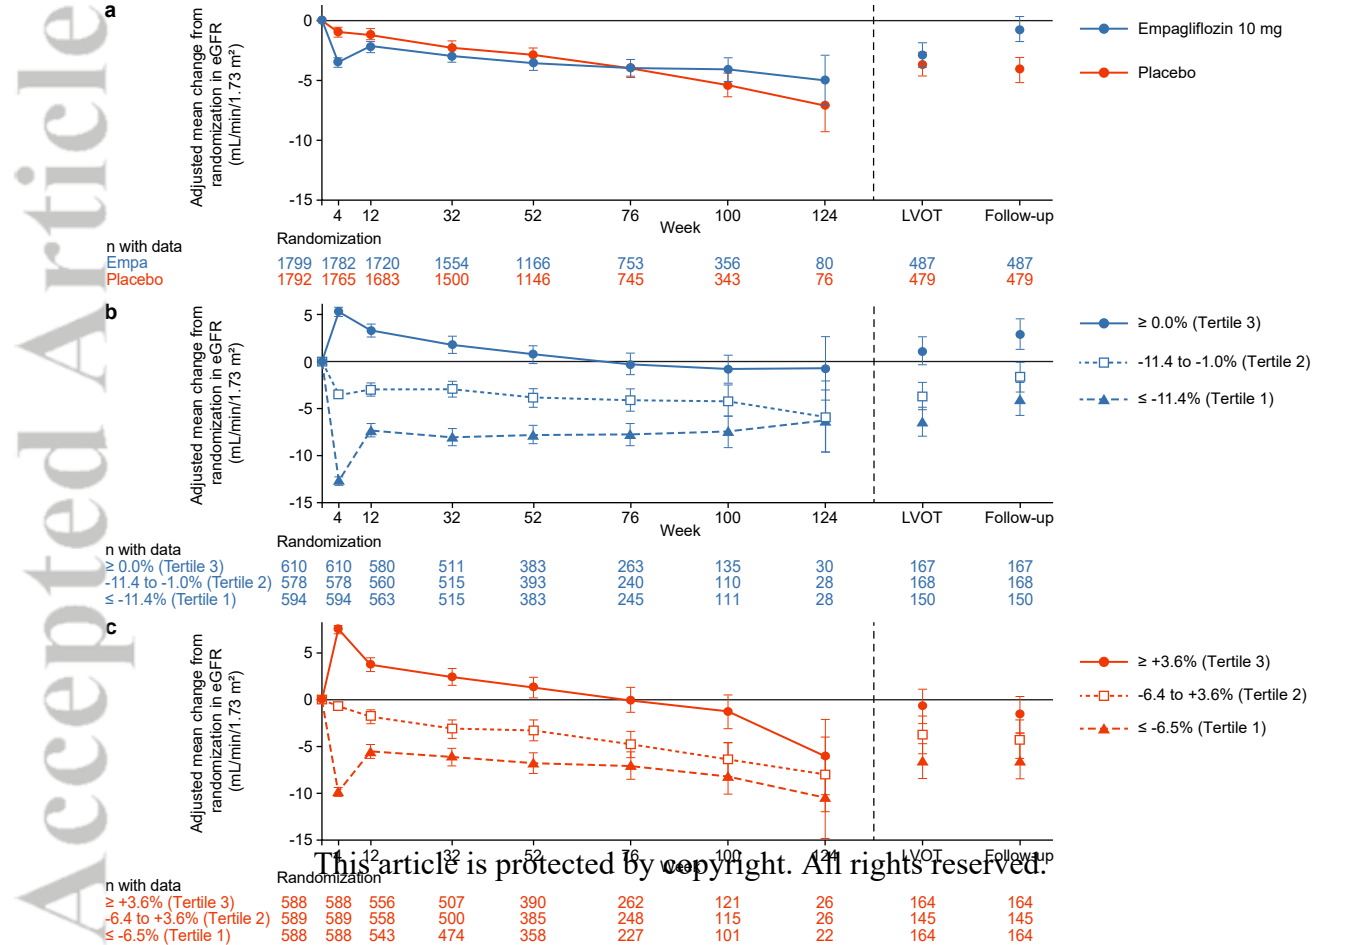 Accepted Article
a
Adjusted mean change from
randomization in eGFR
(mL/min/1.73 m²)
0
-5
-10
-15
4 12 32 52 76 100 124 LVOT Follow-up
Week
Empagliflozin 10 mg
Placebo
Randomization
n with data
Empa 1799 1782 1720 1554 1166 753 356 80 487 487
Placebo 1792 1765 1683 1500 1146 745 343 76 479 479
b
Adjusted mean change from
randomization in eGFR
(mL/min/1.73 m²)
5
0
-5
-10
-15
4 12 32 52 76 100 124 LVOT Follow-up
Week
≥ 0.0% (Tertile 3)
-11.4 to -1.0% (Tertile 2)
≤ -11.4% (Tertile 1)
Randomization
n with data
≥ 0.0% (Tertile 3) 610 610 580 511 383 263 135 30 167 167
-11.4 to -1.0% (Tertile 2) 578 578 560 515 393 240 110 28 168 168
≤ -11.4% (Tertile 1) 594 594 563 515 383 245 111 28 150 150
c
Adjusted mean change from
randomization in eGFR
(mL/min/1.73 m²)
5
0
-5
-10
-15
4 12 32 52 76 100 124 LVOT Follow-up
Week
≥ +3.6% (Tertile 3)
-6.4 to +3.6% (Tertile 2)
≤ -6.5% (Tertile 1)
This article is protected by copyright. All rights reserved.
Randomization
n with data
≥ +3.6% (Tertile 3) 588 588 556 507 390 262 121 26 164 164
-6.4 to +3.6% (Tertile 2) 589 589 558 500 385 248 115 26 145 145
≤ -6.5% (Tertile 1) 588 588 543 474 358 227 101 22 164 164